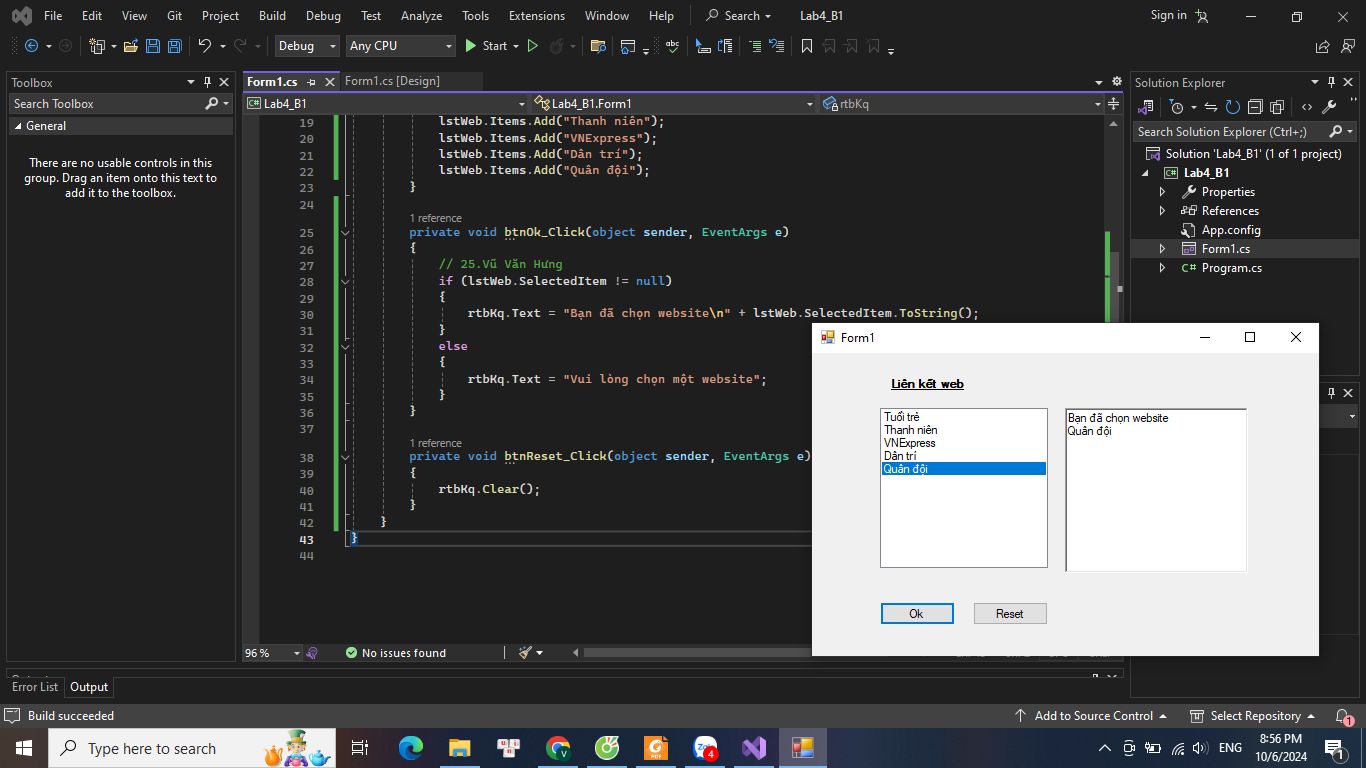 File Edit View Git Project Build Debug Test Analyze Tools Extensions Window Help Search Lab4_B1 Sign in
Debug Any CPU Start
Toolbox
Search Toolbox
General
There are no usable controls in this
group. Drag an item onto this text to
add it to the toolbox.
Form1.cs Form1.cs [Design]
Lab4_B1 Lab4_B1.Form1 rtbKq
19 lstWeb.Items.Add("Thanh niên");
20 lstWeb.Items.Add("VNExpress");
21 lstWeb.Items.Add("Dân trí");
22 lstWeb.Items.Add("Quân đội");
23 }
24
1 reference
25 private void btnOk_Click(object sender, EventArgs e)
26 {
27 // 25.Vũ Văn Hưng
28 if (lstWeb.SelectedItem != null)
29 {
30 rtbKq.Text = "Bạn đã chọn website\n" + lstWeb.SelectedItem.ToString();
31 }
32 else
33 {
34 rtbKq.Text = "Vui lòng chọn một website";
35 }
36 }
37
1 reference
38 private void btnReset_Click(object sender, EventArgs e)
39 {
40 rtbKq.Clear();
41 }
42 }
43 }
44
96 % No issues found
Form1
Liên kết web
Tuổi trẻ
Thanh niên
VNExpress
Dân trí
Quân đội
Bạn đã chọn website
Quân đội
Ok Reset
Solution Explorer
Search Solution Explorer (Ctrl+;)
Solution 'Lab4_B1' (1 of 1 project)
Lab4_B1
Properties
References
App.config
Form1.cs
Program.cs
Error List Output
Build succeeded Add to Source Control Select Repository 1
Type here to search 4 ENG 8:56 PM
10/6/2024 1